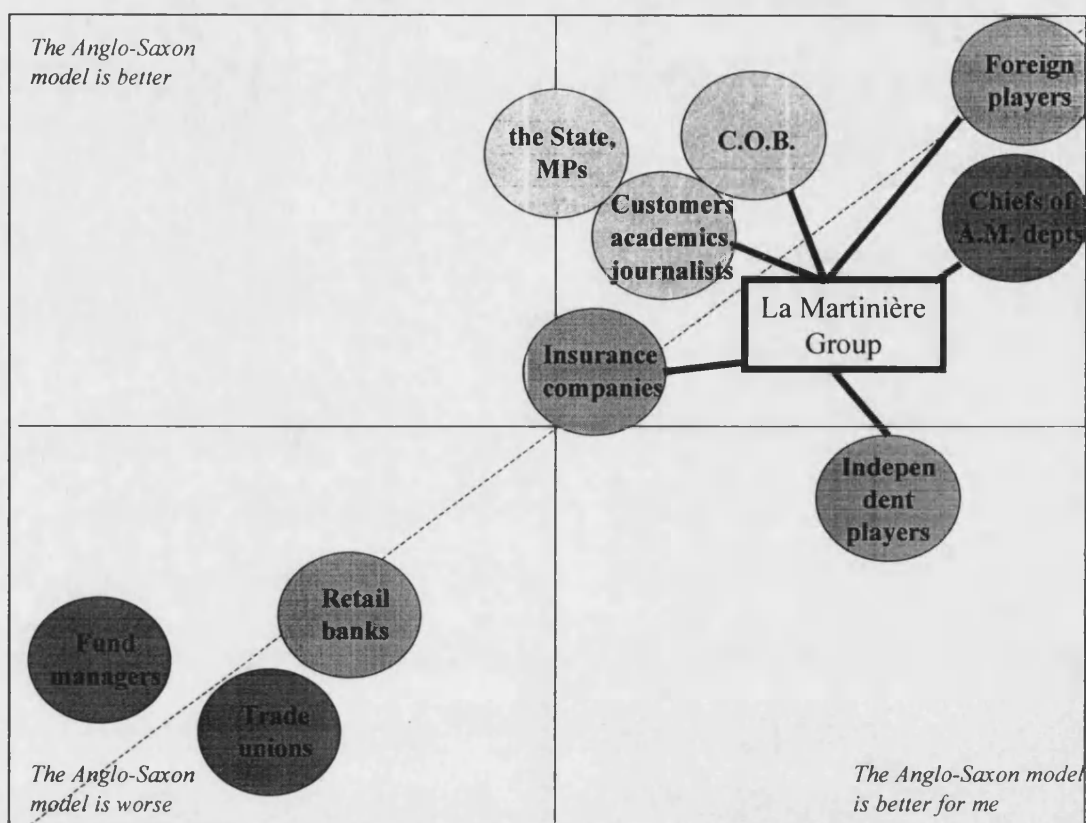 The Anglo-Saxon
model is better
Foreign
players
the State,
MPs
C.O.B.
Customers
academics,
journalists
Chiefs of
A.M. depts
La Martinière
Group
Insurance
companies
Indepen
dent
players
Retail
banks
Fund
managers
Trade
unions
The Anglo-Saxon
model is worse
The Anglo-Saxon model
is better for me